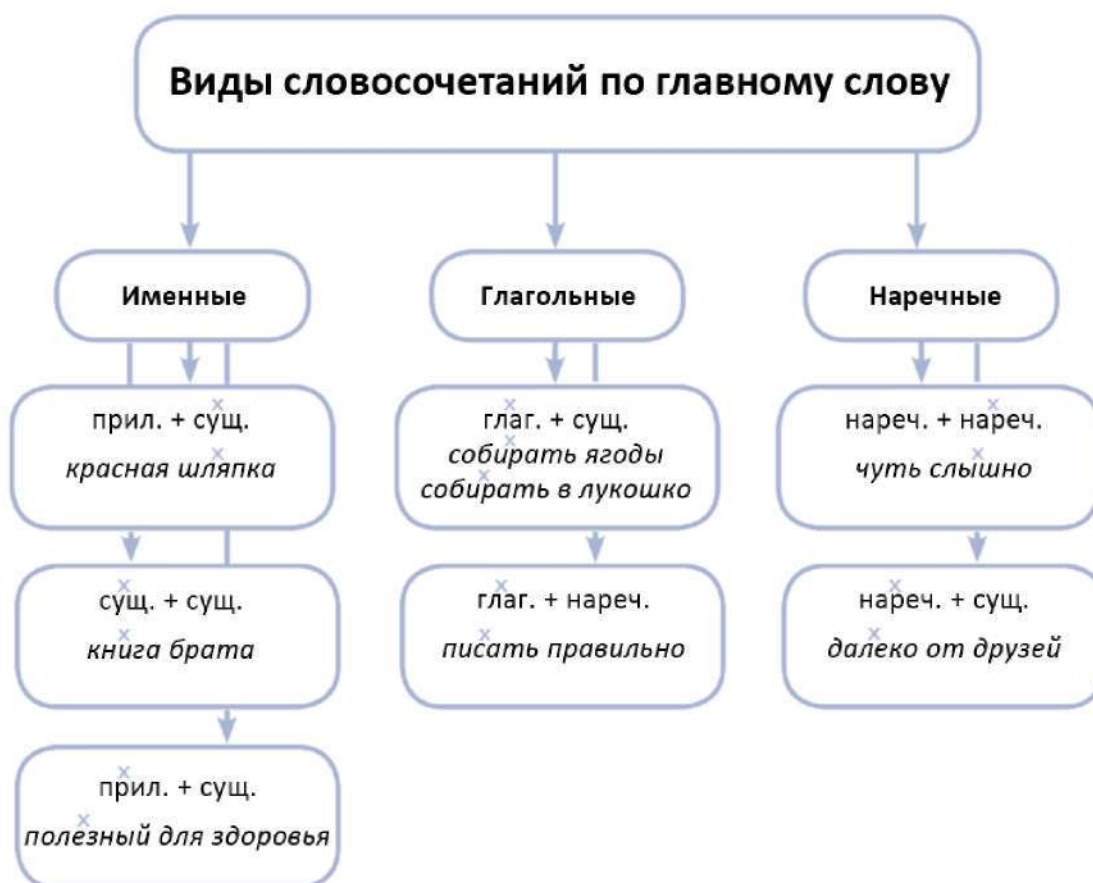 Виды словосочетаний по главному слову
Именные
прил. + сущ.
красная шляпка
сущ. + сущ.
книга брата
прил. + сущ.
полезный для здоровья
Глагольные
глаг. + сущ.
собирать ягоды
собирать в лукошко
глаг. + нареч.
писать правильно
Наречные
нареч. + нареч.
чуть слышно
нареч. + сущ.
далеко от друзей